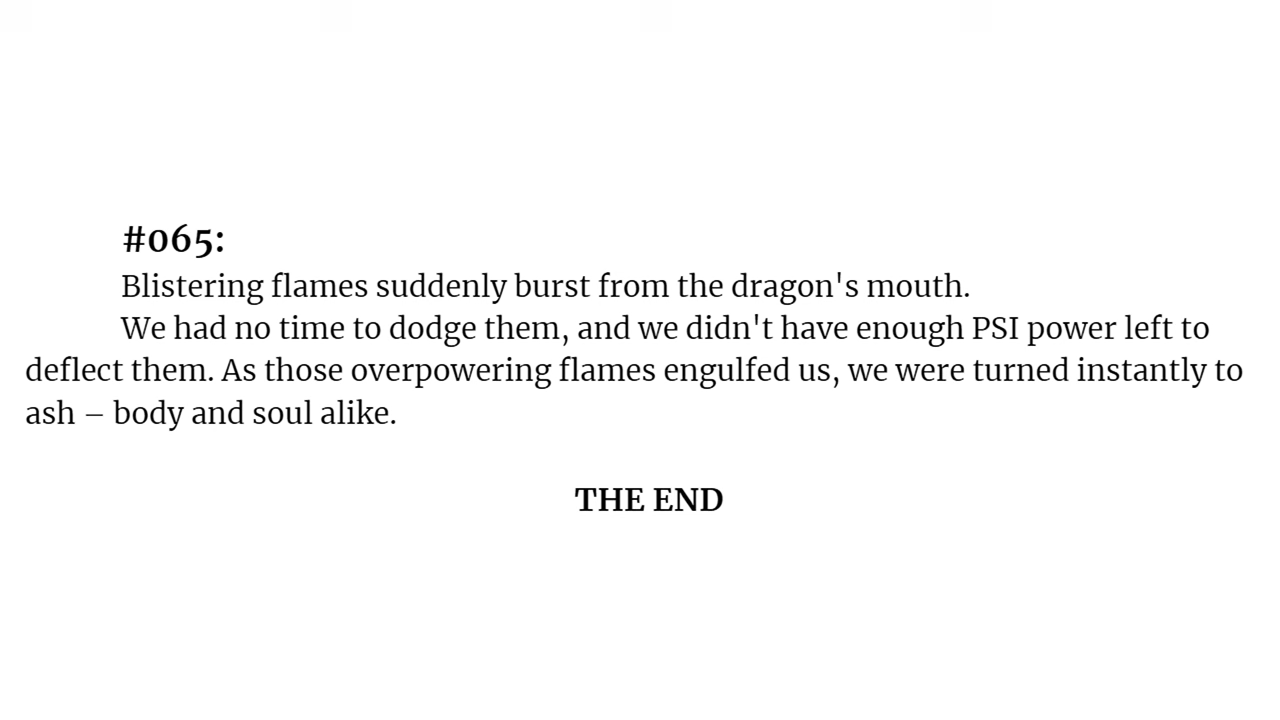 #065:
Blistering flames suddenly burst from the dragon's mouth.
We had no time to dodge them, and we didn't have enough PSI power left to
deflect them. As those overpowering flames engulfed us, we were turned instantly to
ash – body and soul alike.
THE END